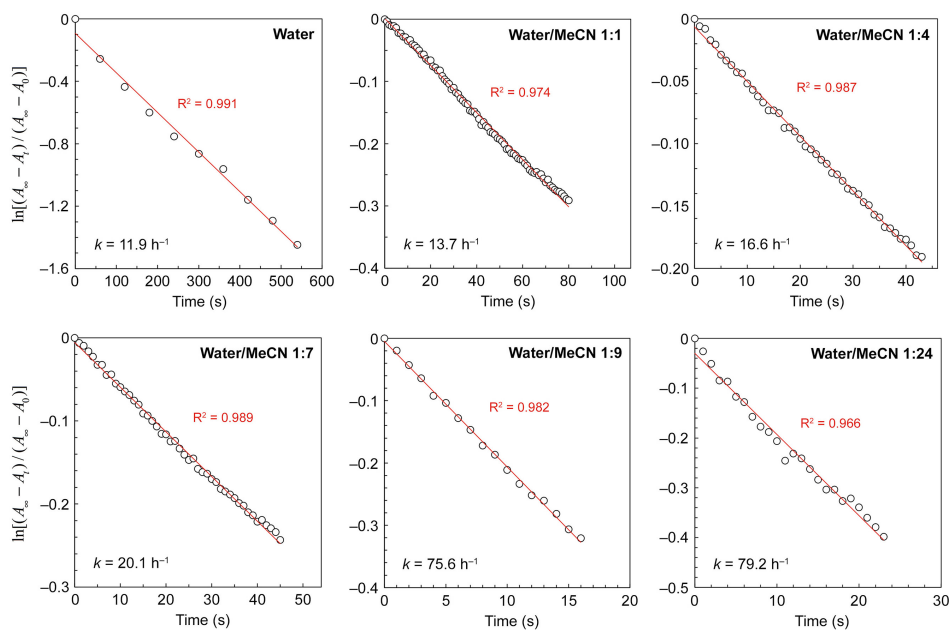 Water
ln[(A∞ − At) / (A∞ − A0)]
0
−0.4
−0.8
−1.2
−1.6
R² = 0.991
k = 11.9 h⁻¹
0 100 200 300 400 500 600
Time (s)
Water/MeCN 1:1
0
−0.1
−0.2
−0.3
−0.4
R² = 0.974
k = 13.7 h⁻¹
0 20 40 60 80 100
Time (s)
Water/MeCN 1:4
0
−0.05
−0.10
−0.15
−0.20
R² = 0.987
k = 16.6 h⁻¹
0 10 20 30 40
Time (s)
Water/MeCN 1:7
ln[(A∞ − At) / (A∞ − A0)]
0
−0.1
−0.2
−0.3
R² = 0.989
k = 20.1 h⁻¹
0 10 20 30 40 50
Time (s)
Water/MeCN 1:9
0
−0.1
−0.2
−0.3
−0.4
R² = 0.982
k = 75.6 h⁻¹
0 5 10 15 20
Time (s)
Water/MeCN 1:24
0
−0.1
−0.2
−0.3
−0.4
−0.5
R² = 0.966
k = 79.2 h⁻¹
0 10 20 30
Time (s)